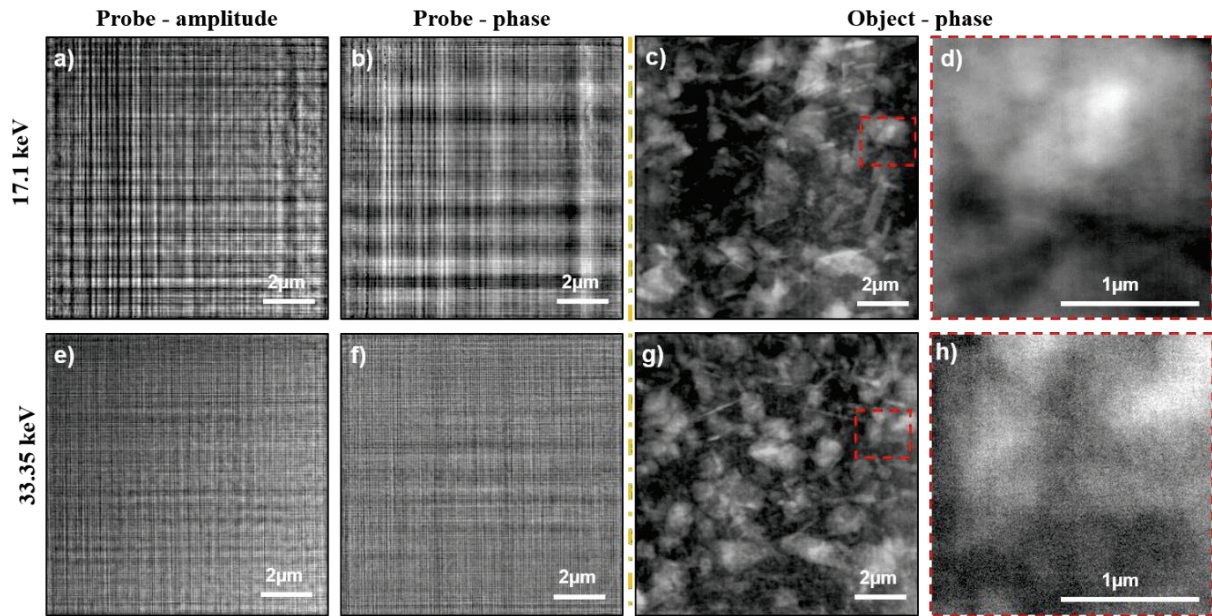 Probe - amplitude Probe - phase Object - phase
17.1 keV
a) b) c) d)
2µm 2µm 2µm 1µm
33.35 keV
e) f) g) h)
2µm 2µm 2µm 1µm